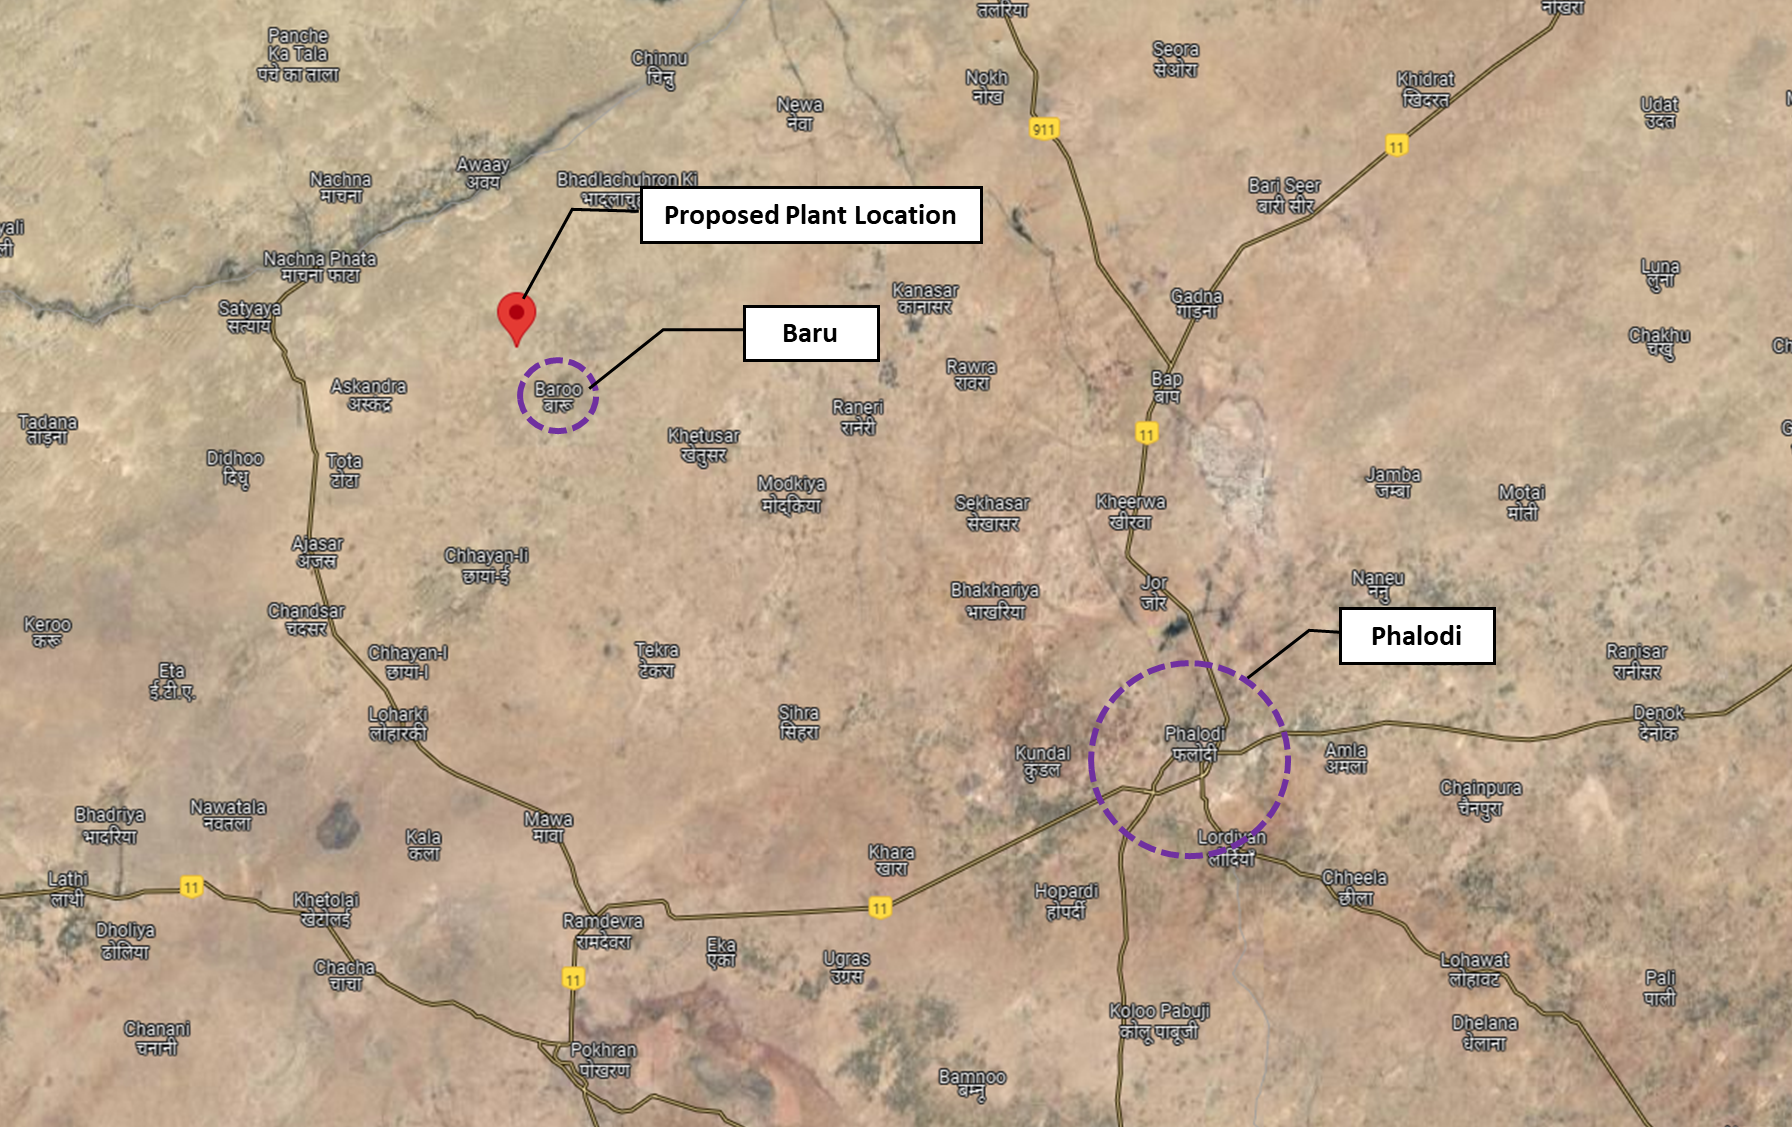 तलरिया
नोखरा
Panche
Ka Tala
पंचे का ताला
Chinnu
चिन्नु
Seora
सेओरा
Nokh
नोख
Khidrat
खिदरत
Newa
नेवा
Udat
उदत
911
11
Awaay
अवय
Nachna
माचना
Bhadlachuhron Ki
Bari Seer
बारी सीर
Proposed Plant Location
Nachna Phata
माचना फाटा
Luna
लुना
Kanasar
कानासर
Gadna
गाड़ना
Satyaya
सत्याय
Baru
Chakhu
चखु
Rawra
रावरा
Bap
बाप
Askandra
अस्कंद्र
Baroo
बारू
Raneri
रानेरी
Tadana
ताड़ना
Khetusar
खेतुसर
11
Didhoo
दिधू
Tota
टोटा
Modkiya
मोद्किया
Jamba
जम्बा
Motai
मोती
Sekhasar
सेखासर
Kheerwa
खीरवा
Ajasar
अजस
Chhayan-Ii
छाया-ई
Bhakhariya
भाखरिया
Jor
जोर
Naneu
ननु
Chandsar
चंदसर
Keroo
करू
Phalodi
Chhayan-I
छाया-I
Tekra
टेकरा
Ranisar
रानीसर
Eta
ई.टी.ए.
Loharki
लोहारकी
Sihra
सिहरा
Denok
देनोक
Phalodi
फलोदी
Kundal
कुंडल
Amla
अमला
Chainpura
चैनपुरा
Bhadriya
भादरिया
Nawatala
नवतला
Mawa
मावा
Kala
कला
Lordiyan
लोर्दियाँ
Khara
खारा
Lathi
लाथी
11
Chheela
छीला
Hopardi
होपर्दी
Khetolai
खेटोलई
11
Ramdevra
रामदेवरा
Dholiya
ढोलिया
Eka
एका
Ugras
उग्रस
Lohawat
लोहावट
Chacha
चाचा
11
Pali
पाली
Koloo Pabuji
कोलू पाबूजी
Dhelana
धेलाना
Chanani
चनानी
Pokhran
पोखरण
Bamnoo
बम्नू